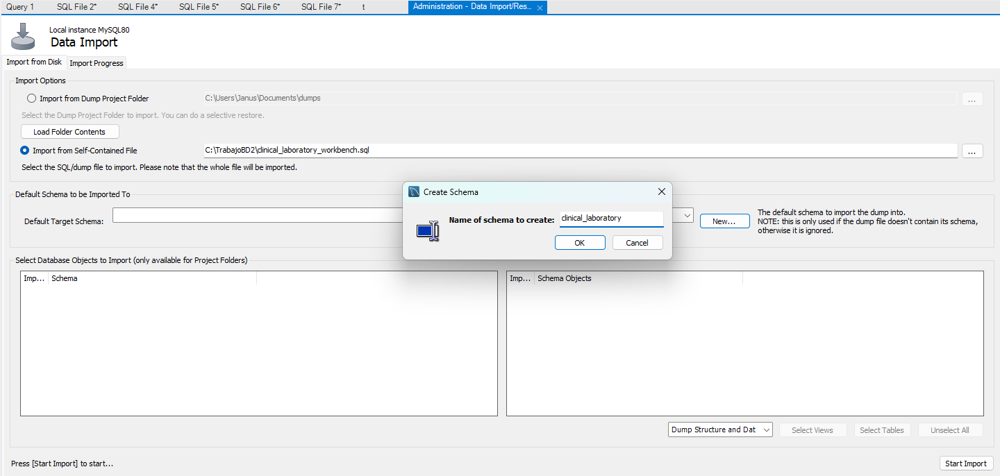 Query 1 SQL File 2* SQL File 4* SQL File 5* SQL File 6* SQL File 7* t Administration - Data Import/Res...
Local instance MySQL80
Data Import
Import from Disk Import Progress
Import Options
Import from Dump Project Folder C:\Users\Janus\Documents\dumps ...
Select the Dump Project Folder to import. You can do a selective restore.
Load Folder Contents
Import from Self-Contained File C:\TrabajoBD2\clinical_laboratory_workbench.sql ...
Select the SQL/dump file to import. Please note that the whole file will be imported.
Default Schema to be Imported To
Default Target Schema: New...
The default schema to import the dump into.
NOTE: this is only used if the dump file doesn't contain its schema,
otherwise it is ignored.
Create Schema
Name of schema to create: clinical_laboratory
OK Cancel
Select Database Objects to Import (only available for Project Folders)
Imp... Schema Imp... Schema Objects
Dump Structure and Dat Select Views Select Tables Unselect All
Press [Start Import] to start... Start Import